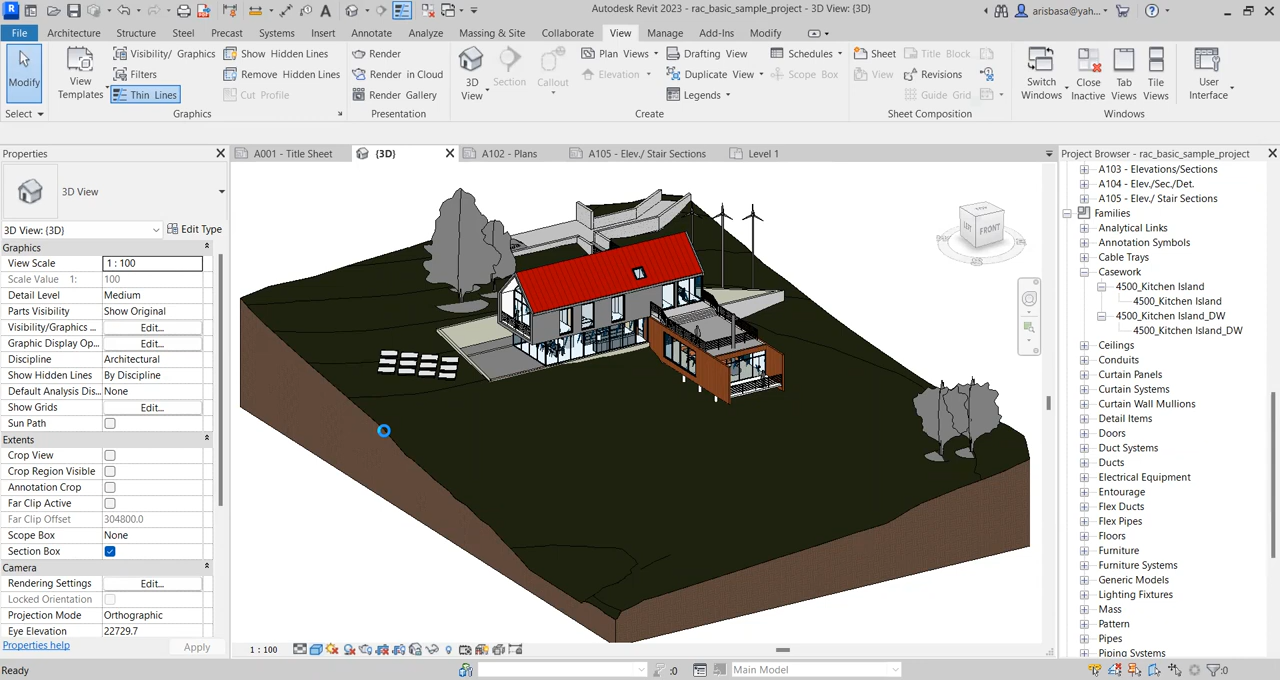 Autodesk Revit 2023 - rac_basic_sample_project - 3D View: {3D}
arisbasa@yah...
File Architecture Structure Steel Precast Systems Insert Annotate Analyze Massing & Site Collaborate View Manage Add-Ins Modify
Modify
Select
View Templates
Visibility/ Graphics
Filters
Thin Lines
Show Hidden Lines
Remove Hidden Lines
Cut Profile
Graphics
Render
Render in Cloud
Render Gallery
Presentation
3D View
Section
Callout
Plan Views
Elevation
Drafting View
Duplicate View
Legends
Schedules
Scope Box
Create
Sheet
View
Title Block
Revisions
Guide Grid
Sheet Composition
Switch Windows
Close Inactive
Tab Views
Tile Views
Windows
User Interface
Properties
3D View
3D View: {3D}
Edit Type
Graphics
View Scale 1 : 100
Scale Value 1: 100
Detail Level Medium
Parts Visibility Show Original
Visibility/Graphics ... Edit...
Graphic Display Op... Edit...
Discipline Architectural
Show Hidden Lines By Discipline
Default Analysis Dis... None
Show Grids Edit...
Sun Path
Extents
Crop View
Crop Region Visible
Annotation Crop
Far Clip Active
Far Clip Offset 304800.0
Scope Box None
Section Box
Camera
Rendering Settings Edit...
Locked Orientation
Projection Mode Orthographic
Eye Elevation 22729.7
Properties help
Apply
A001 - Title Sheet
{3D}
A102 - Plans
A105 - Elev./ Stair Sections
Level 1
FRONT
1 : 100
Project Browser - rac_basic_sample_project
A103 - Elevations/Sections
A104 - Elev./Sec./Det.
A105 - Elev./ Stair Sections
Families
Analytical Links
Annotation Symbols
Cable Trays
Casework
4500_Kitchen Island
4500_Kitchen Island
4500_Kitchen Island_DW
4500_Kitchen Island_DW
Ceilings
Conduits
Curtain Panels
Curtain Systems
Curtain Wall Mullions
Detail Items
Doors
Duct Systems
Ducts
Electrical Equipment
Entourage
Flex Ducts
Flex Pipes
Floors
Furniture
Furniture Systems
Generic Models
Lighting Fixtures
Mass
Pattern
Pipes
Piping Systems
Ready
:0
Main Model
:0